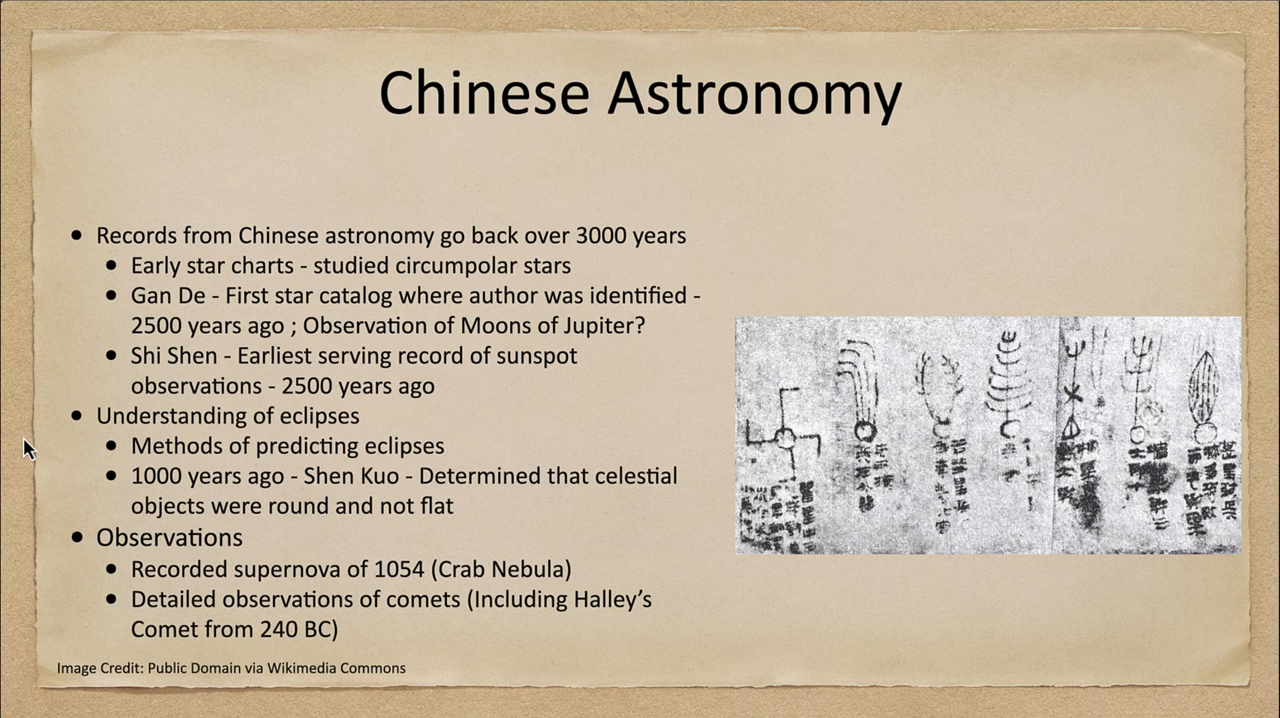 Chinese Astronomy
• Records from Chinese astronomy go back over 3000 years
• Early star charts - studied circumpolar stars
• Gan De - First star catalog where author was identified -
2500 years ago ; Observation of Moons of Jupiter?
• Shi Shen - Earliest serving record of sunspot
observations - 2500 years ago
• Understanding of eclipses
• Methods of predicting eclipses
• 1000 years ago - Shen Kuo - Determined that celestial
objects were round and not flat
• Observations
• Recorded supernova of 1054 (Crab Nebula)
• Detailed observations of comets (Including Halley’s
Comet from 240 BC)
Image Credit: Public Domain via Wikimedia Commons